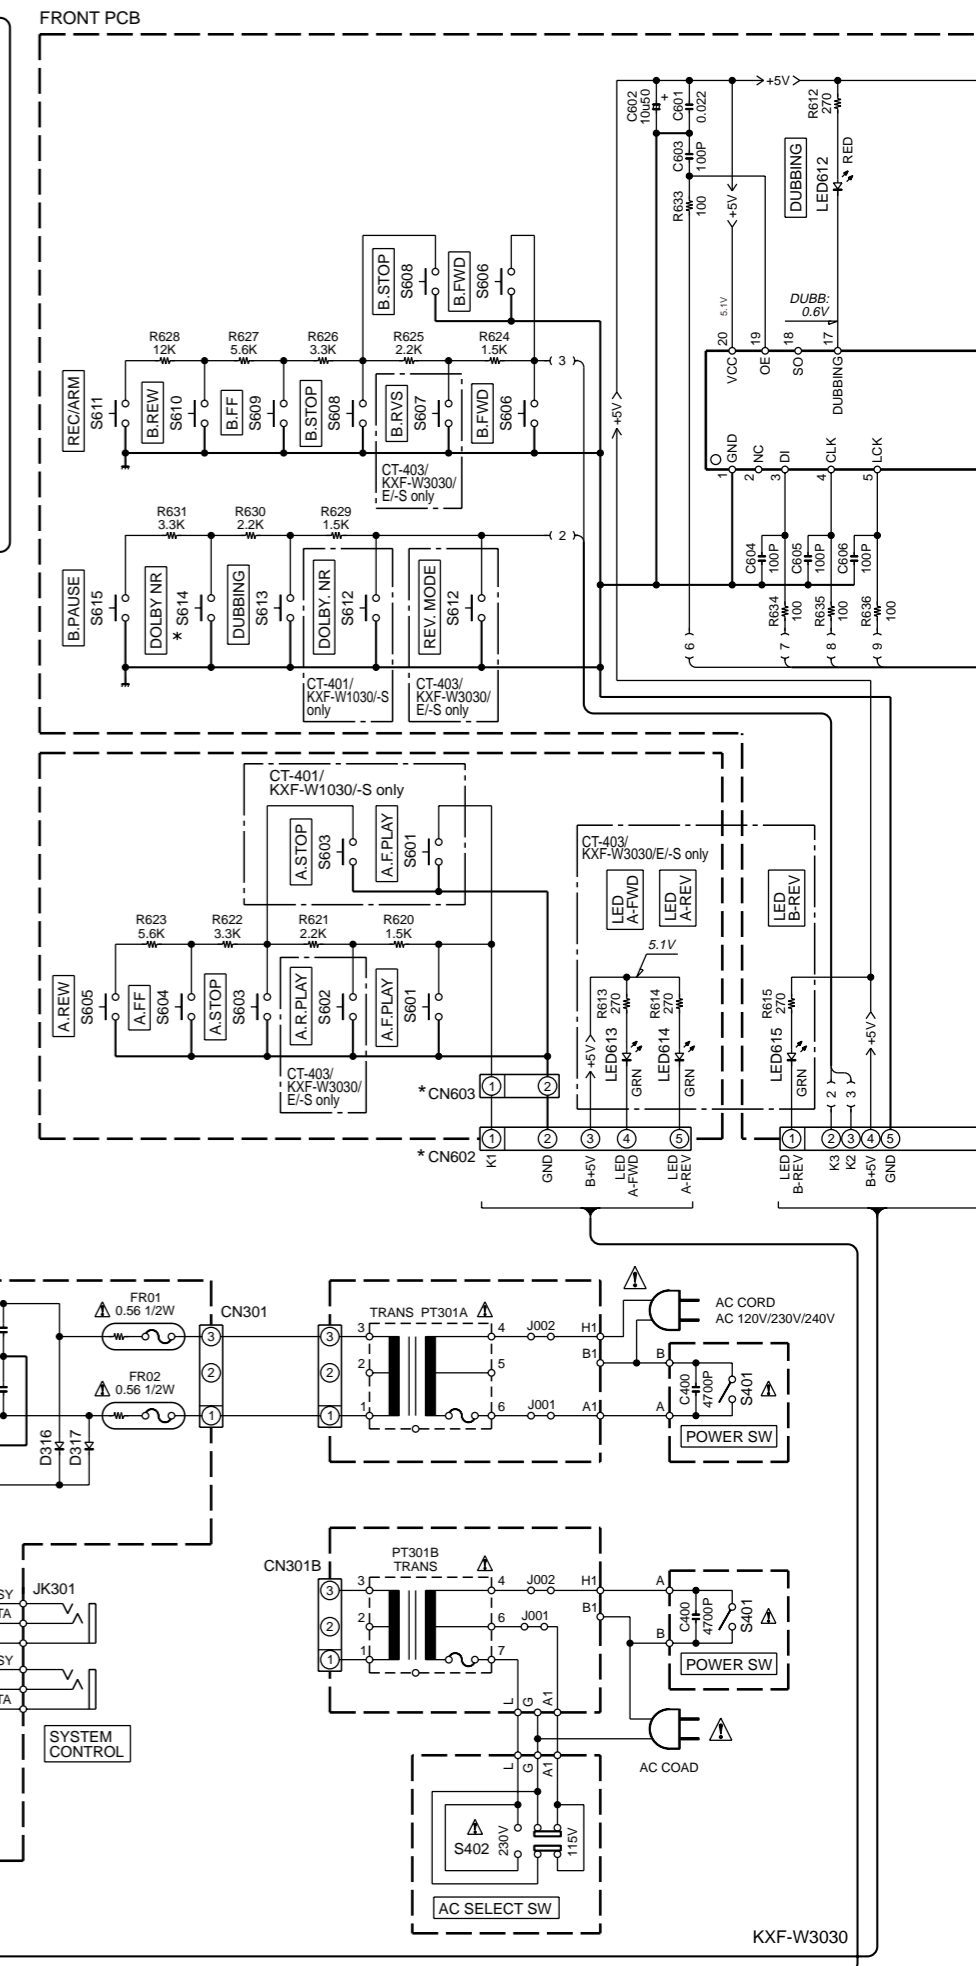 FRONT PCB
C602
10u50
+
C601
0.022
+5V
R612
270
C603
100P
DUBBING
LED612
RED
R633
100
+5V
B.STOP
S608
B.FWD
S606
5.1V
DUBB:
0.6V
20
19
18
17
VCC
OE
SO
DUBBING
R628
12K
R627
5.6K
R626
3.3K
R625
2.2K
R624
1.5K
3
REC/ARM
S611
B.REW
S610
B.FF
S609
B.STOP
S608
B.RVS
S607
B.FWD
S606
+5V
GND
NC
DI
CLK
LCK
1
2
3
4
5
CT-403/
KXF-W3030/
E/-S only
R631
3.3K
R630
2.2K
R629
1.5K
2
C604
100P
C605
100P
C606
100P
B.PAUSE
S615
DOLBY NR
* S614
DUBBING
S613
DOLBY. NR
S612
REV. MODE
S612
R634
100
R635
100
R636
100
6
7
8
9
CT-401/
KXF-W1030/-S
only
CT-403/
KXF-W3030/
E/-S only
CT-401/
KXF-W1030/-S only
A.STOP
S603
A.F.PLAY
S601
CT-403/
KXF-W3030/E/-S only
LED
A-FWD
LED
A-REV
LED
B-REV
R623
5.6K
R622
3.3K
R621
2.2K
R620
1.5K
5.1V
A.REW
S605
A.FF
S604
A.STOP
S603
A.R.PLAY
S602
A.F.PLAY
S601
R613
270
R614
270
R615
270
+5V
LED613
GRN
LED614
GRN
LED615
GRN
+5V
CT-403/
KXF-W3030/
E/-S only
*CN603
1
2
2
3
*CN602
1
2
3
4
5
1
2
3
4
5
K1
GND
B+5V
LED
A-FWD
LED
A-REV
LED
B-REV
K3
K2
B+5V
GND
FR01
0.56 1/2W
CN301
3
2
1
FR02
0.56 1/2W
D316
D317
TRANS PT301A
3
2
1
3
2
1
4
5
6
J002
J001
H1
B1
A1
AC CORD
AC 120V/230V/240V
B
A
C400
4700P
S401
POWER SW
CN301B
PT301B
TRANS
3
2
1
3
2
1
4
6
7
J002
J001
H1
B1
A
B
C400
4700P
S401
POWER SW
SY
JK301
TA
SY
TA
SYSTEM
CONTROL
L
G
A1
AC COAD
L
G
A1
S402
230V
115V
AC SELECT SW
KXF-W3030